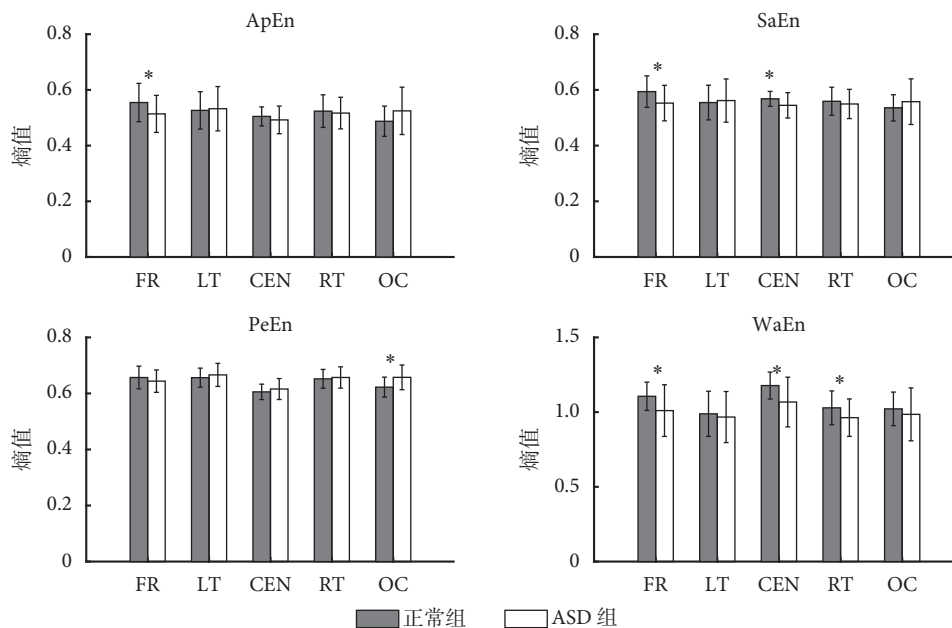 ApEn
0.8
0.6
0.4
0.2
0
熵值
*
FR LT CEN RT OC
SaEn
0.8
0.6
0.4
0.2
0
熵值
* *
FR LT CEN RT OC
PeEn
0.8
0.6
0.4
0.2
0
熵值
*
FR LT CEN RT OC
WaEn
1.5
1.0
0.5
0
熵值
* * *
FR LT CEN RT OC
正常组 ASD 组